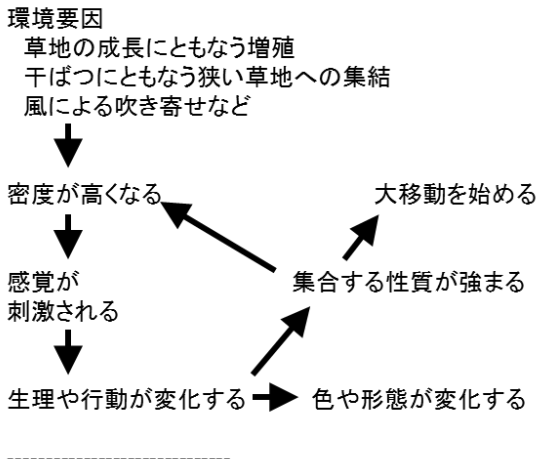 環境要因
草地の成長にともなう増殖
干ばつにともなう狭い草地への集結
風による吹き寄せなど
密度が高くなる
大移動を始める
感覚が
刺激される
集合する性質が強まる
生理や行動が変化する
色や形態が変化する